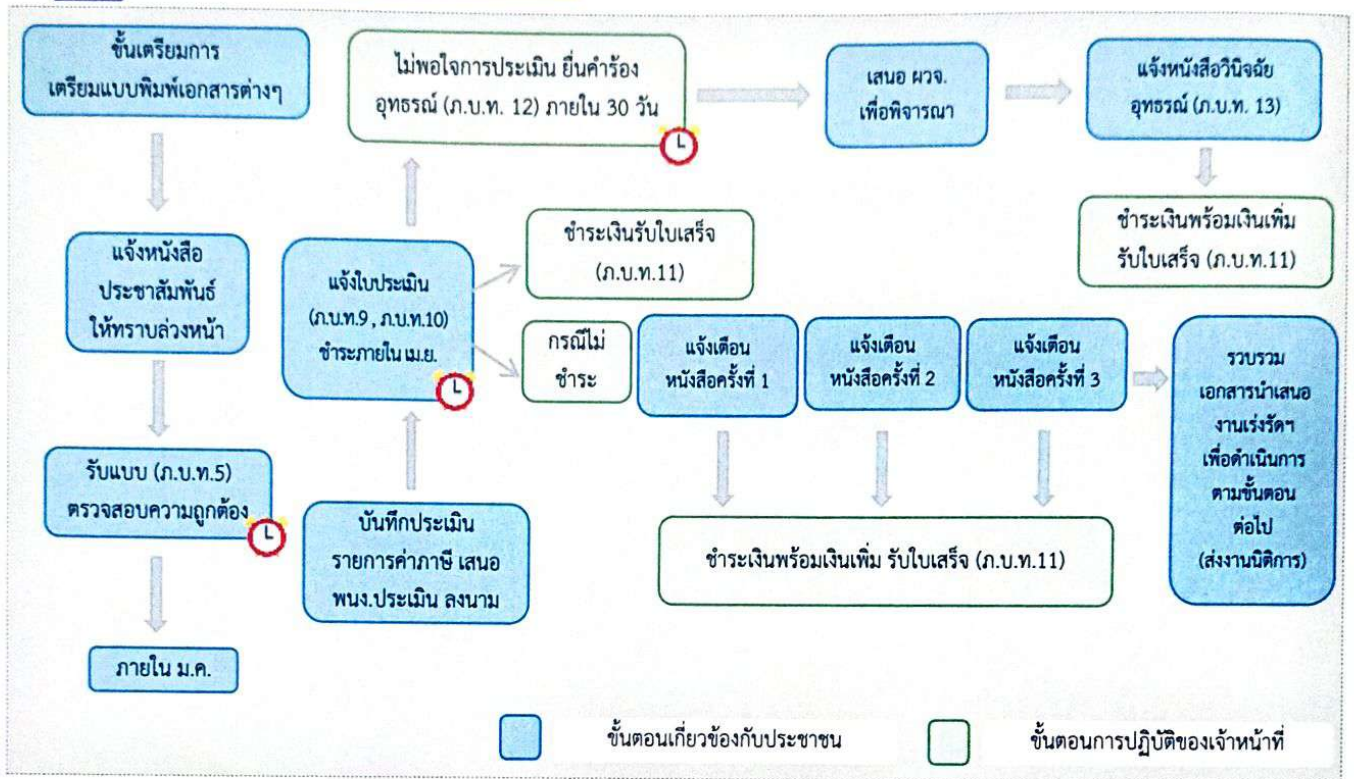 ขั้นเตรียมการ
เตรียมแบบพิมพ์เอกสารต่างๆ
ไม่พอใจการประเมิน ยื่นคำร้อง
อุทธรณ์ (ภ.บ.ท. 12) ภายใน 30 วัน
เสนอ ผวจ.
เพื่อพิจารณา
แจ้งหนังสือวินิจฉัย
อุทธรณ์ (ภ.บ.ท. 13)
ชำระเงินพร้อมเงินเพิ่ม
รับใบเสร็จ (ภ.บ.ท.11)
แจ้งหนังสือ
ประชาสัมพันธ์
ให้ทราบล่วงหน้า
แจ้งใบประเมิน
(ภ.บ.ท.9 , ภ.บ.ท.10)
ชำระภายใน เม.ย.
ชำระเงินรับใบเสร็จ
(ภ.บ.ท.11)
กรณีไม่
ชำระ
แจ้งเตือน
หนังสือครั้งที่ 1
แจ้งเตือน
หนังสือครั้งที่ 2
แจ้งเตือน
หนังสือครั้งที่ 3
รวบรวม
เอกสารนำเสนอ
งานเร่งรัดฯ
เพื่อดำเนินการ
ตามขั้นตอน
ต่อไป
(ส่งงานนิติการ)
รับแบบ (ภ.บ.ท.5)
ตรวจสอบความถูกต้อง
บันทึกประเมิน
รายการค่าภาษี เสนอ
พนง.ประเมิน ลงนาม
ชำระเงินพร้อมเงินเพิ่ม รับใบเสร็จ (ภ.บ.ท.11)
ภายใน ม.ค.
ขั้นตอนเกี่ยวข้องกับประชาชน
ขั้นตอนการปฏิบัติของเจ้าหน้าที่